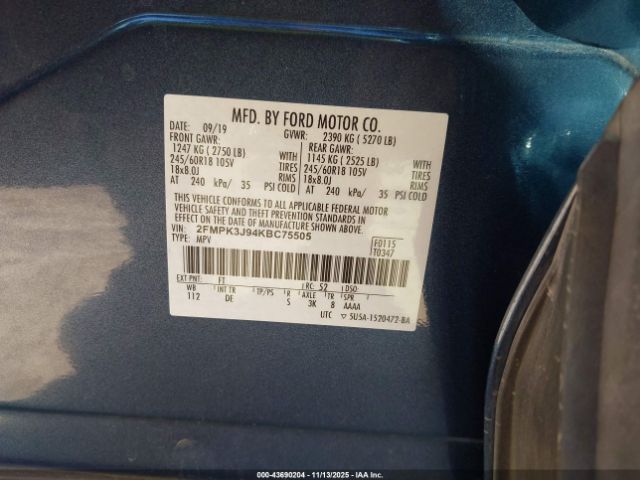 MFD. BY FORD MOTOR CO.
DATE: 09/19 GVWR: 2390 KG ( 5270 LB)
FRONT GAWR: REAR GAWR:
1247 KG ( 2750 LB) WITH 1145 KG ( 2525 LB) WITH
245/60R18 105V TIRES 245/60R18 105V TIRES
18x8.0J RIMS 18x8.0J RIMS
AT 240 kPa/ 35 PSI COLD AT 240 kPa/ 35 PSI COLD
THIS VEHICLE CONFORMS TO ALL APPLICABLE FEDERAL MOTOR
VEHICLE SAFETY AND THEFT PREVENTION STANDARDS IN EFFECT
ON THE DATE OF MANUFACTURE SHOWN ABOVE.
VIN: 2FMPK3J94KBC75505
TYPE: MPV
F0115
T0347
EXT PNT: FT RC: 52 DSO:
WB INT TR TP/PS R AXLE TR SPR
112 DE S 3K 8 AAAA
UTC ▽ 5USA-1520472-BA
000-43690204 - 11/13/2025 - IAA Inc.